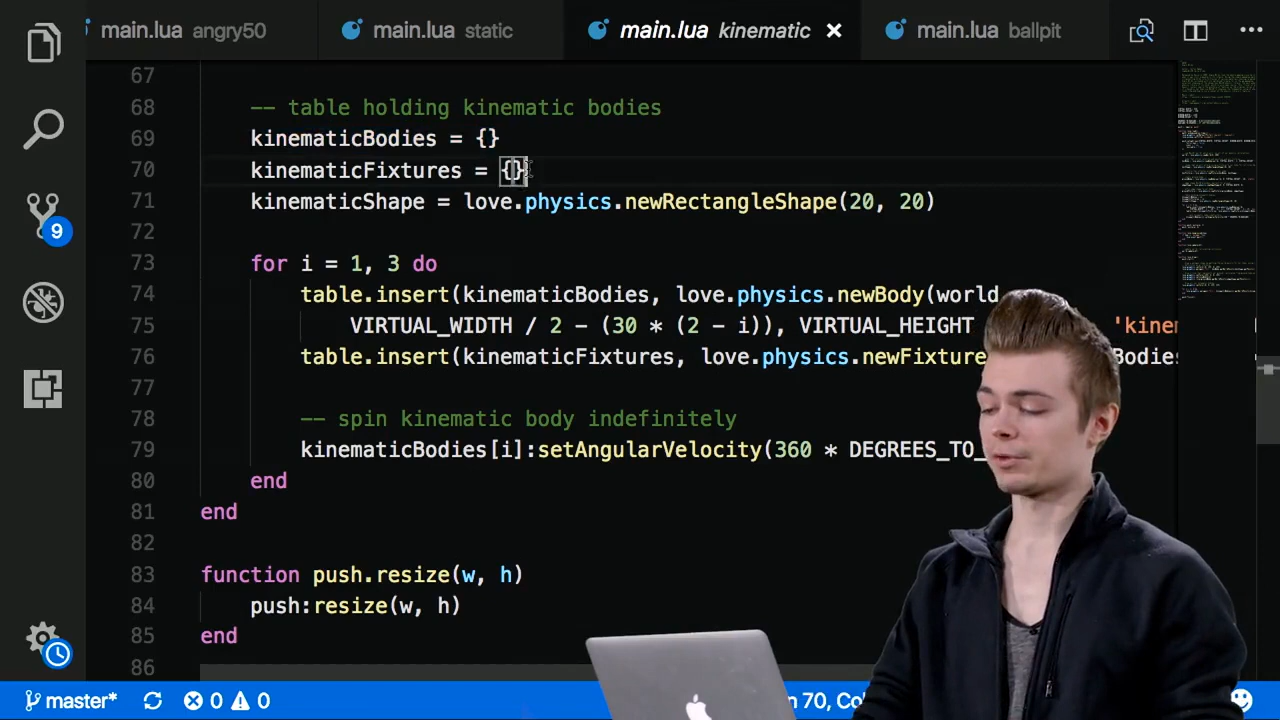 main.lua angry50
main.lua static
main.lua kinematic
main.lua ballpit
67
68 -- table holding kinematic bodies
69 kinematicBodies = {}
70 kinematicFixtures = {}
71 kinematicShape = love.physics.newRectangleShape(20, 20)
72
73 for i = 1, 3 do
74 table.insert(kinematicBodies, love.physics.newBody(world
75 VIRTUAL_WIDTH / 2 - (30 * (2 - i)), VIRTUAL_HEIGHT 'kinem
76 table.insert(kinematicFixtures, love.physics.newFixture Bodies
77
78 -- spin kinematic body indefinitely
79 kinematicBodies[i]:setAngularVelocity(360 * DEGREES_TO_
80 end
81 end
82
83 function push.resize(w, h)
84 push:resize(w, h)
85 end
86
9
master* 0 0 n 70, Col